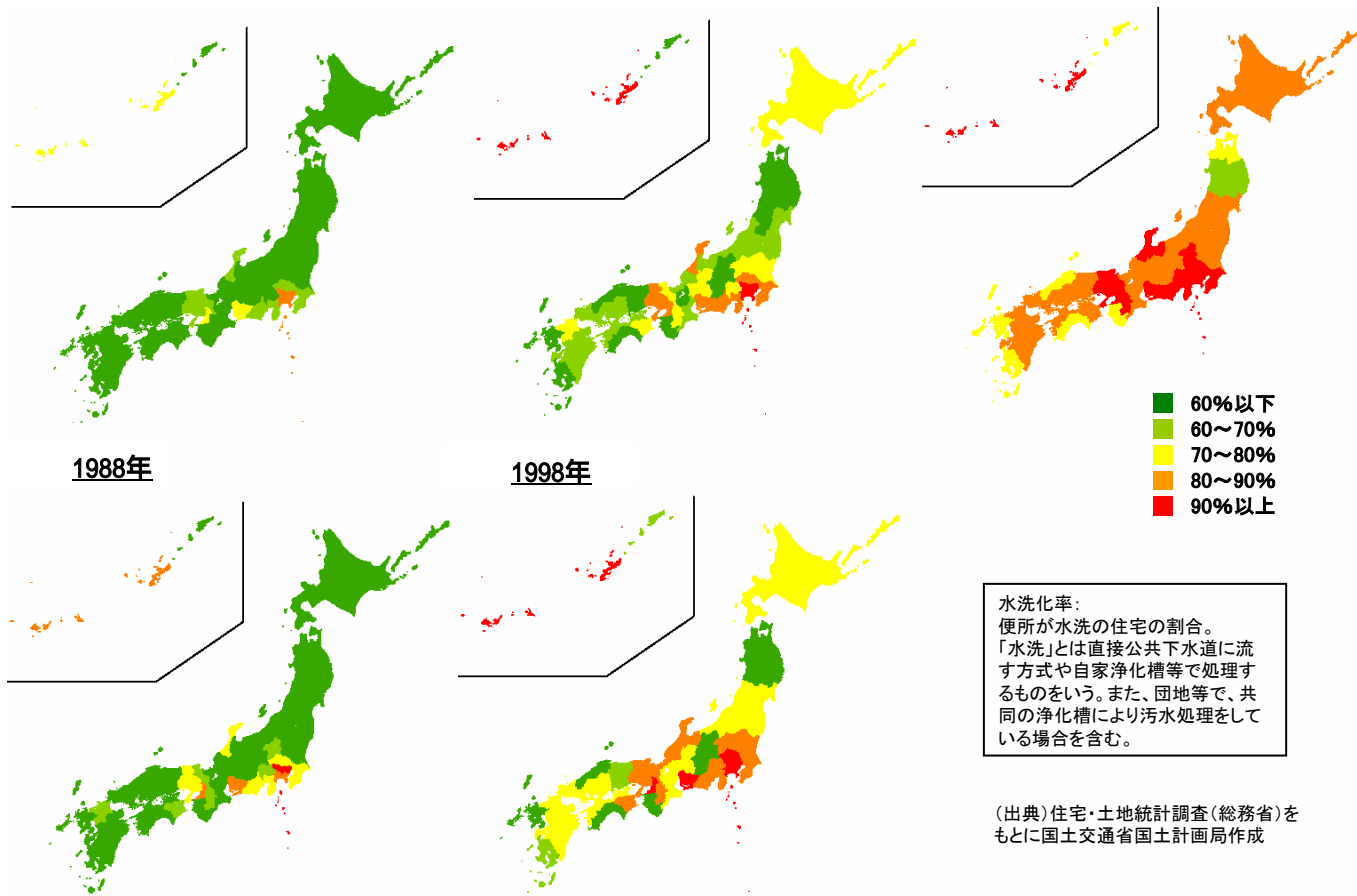 60%以下
60～70%
70～80%
80～90%
90%以上
1988年
1998年
水洗化率：
便所が水洗の住宅の割合。
「水洗」とは直接公共下水道に流
す方式や自家浄化槽等で処理す
るものをいう。また、団地等で、共
同の浄化槽により汚水処理をして
いる場合を含む。
（出典）住宅・土地統計調査（総務省）を
もとに国土交通省国土計画局作成